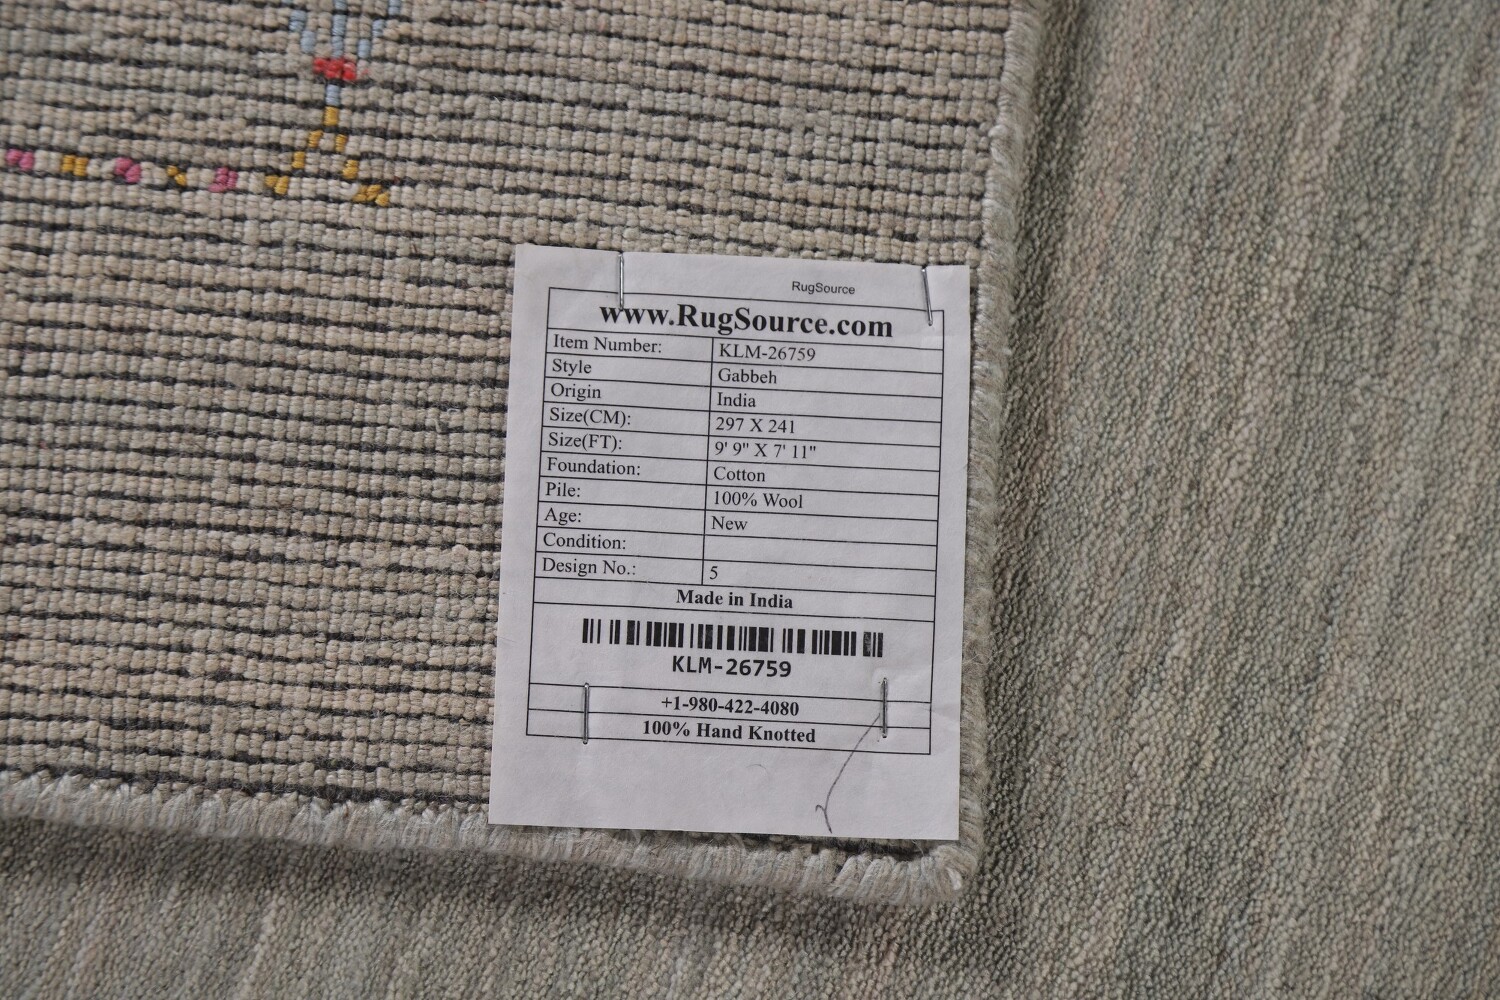 RugSource
www.RugSource.com
Item Number: KLM-26759
Style Gabbeh
Origin India
Size(CM): 297 X 241
Size(FT): 9' 9" X 7' 11"
Foundation: Cotton
Pile: 100% Wool
Age: New
Condition:
Design No.: 5
Made in India
KLM-26759
+1-980-422-4080
100% Hand Knotted